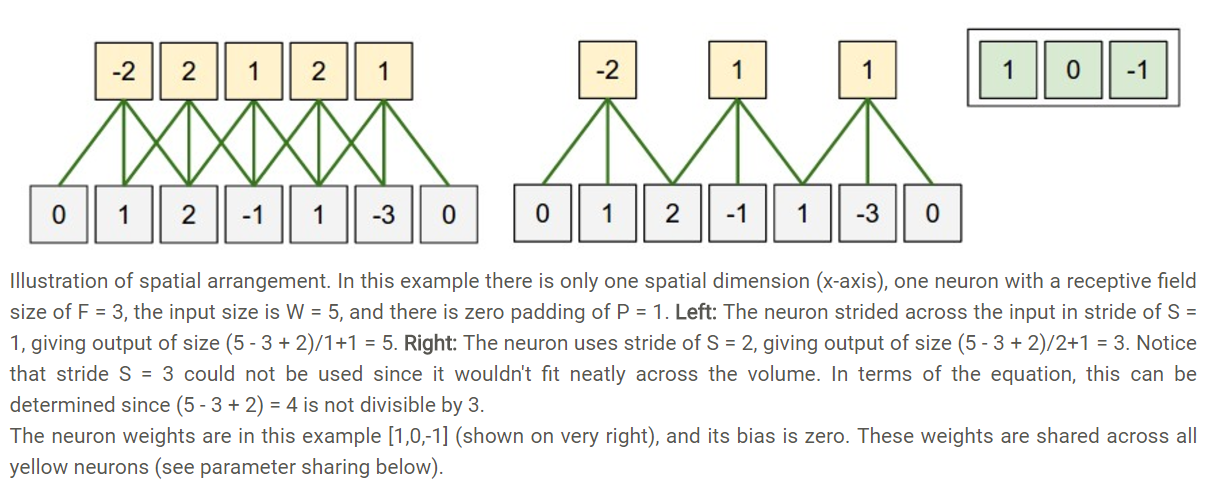 -2 2 1 2 1 -2 1 1 1 0 -1
0 1 2 -1 1 -3 0 0 1 2 -1 1 -3 0
Illustration of spatial arrangement. In this example there is only one spatial dimension (x-axis), one neuron with a receptive field
size of F = 3, the input size is W = 5, and there is zero padding of P = 1. Left: The neuron strided across the input in stride of S =
1, giving output of size (5 - 3 + 2)/1+1 = 5. Right: The neuron uses stride of S = 2, giving output of size (5 - 3 + 2)/2+1 = 3. Notice
that stride S = 3 could not be used since it wouldn't fit neatly across the volume. In terms of the equation, this can be
determined since (5 - 3 + 2) = 4 is not divisible by 3.
The neuron weights are in this example [1,0,-1] (shown on very right), and its bias is zero. These weights are shared across all
yellow neurons (see parameter sharing below).